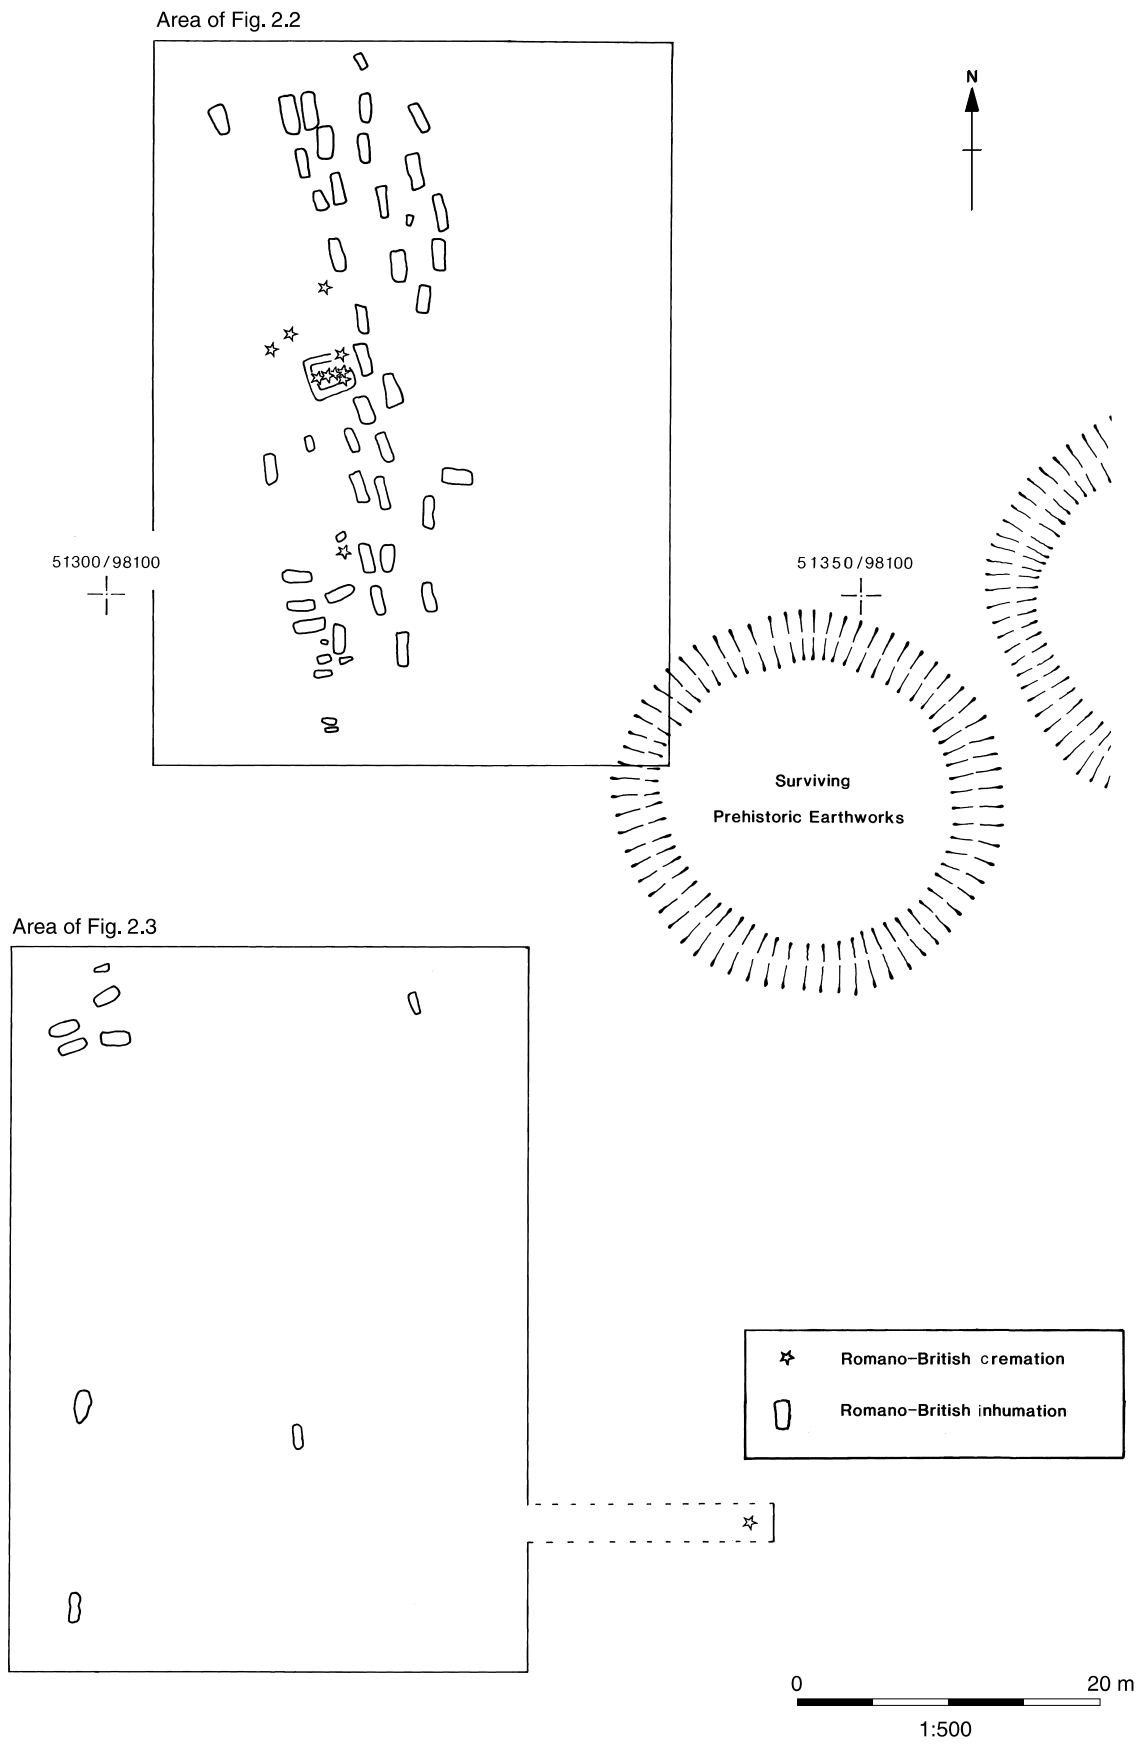 Area of Fig. 2.2
N
51300/98100
51350/98100
Surviving
Prehistoric Earthworks
Area of Fig. 2.3
Romano-British cremation
Romano-British inhumation
0 20 m
1:500